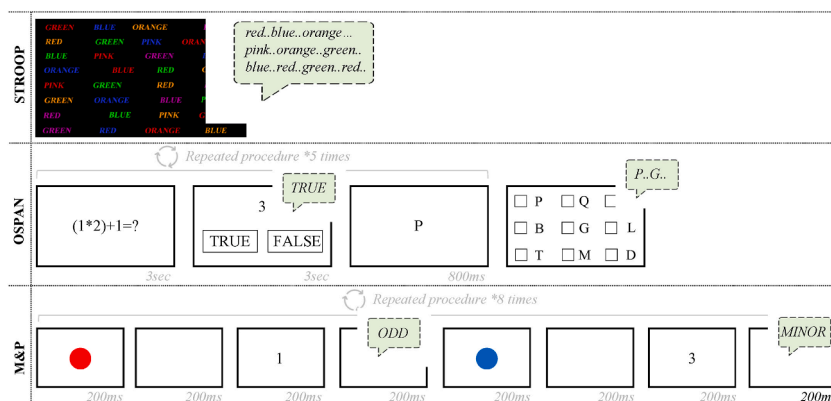 STROOP
GREEN BLUE ORANGE
RED GREEN PINK
BLUE PINK GREEN
ORANGE BLUE RED
PINK GREEN RED
GREEN ORANGE BLUE
RED BLUE PINK
GREEN RED ORANGE BLUE
red..blue..orange...
pink..orange..green..
blue..red..green..red..
OSPAN
Repeated procedure *5 times
(1*2)+1=?
3sec
3
TRUE FALSE
TRUE
3sec
P
800ms
P Q
B G L
T M D
P..G..
M&P
Repeated procedure *8 times
200ms
200ms
1
200ms
ODD
200ms
200ms
200ms
3
200ms
MINOR